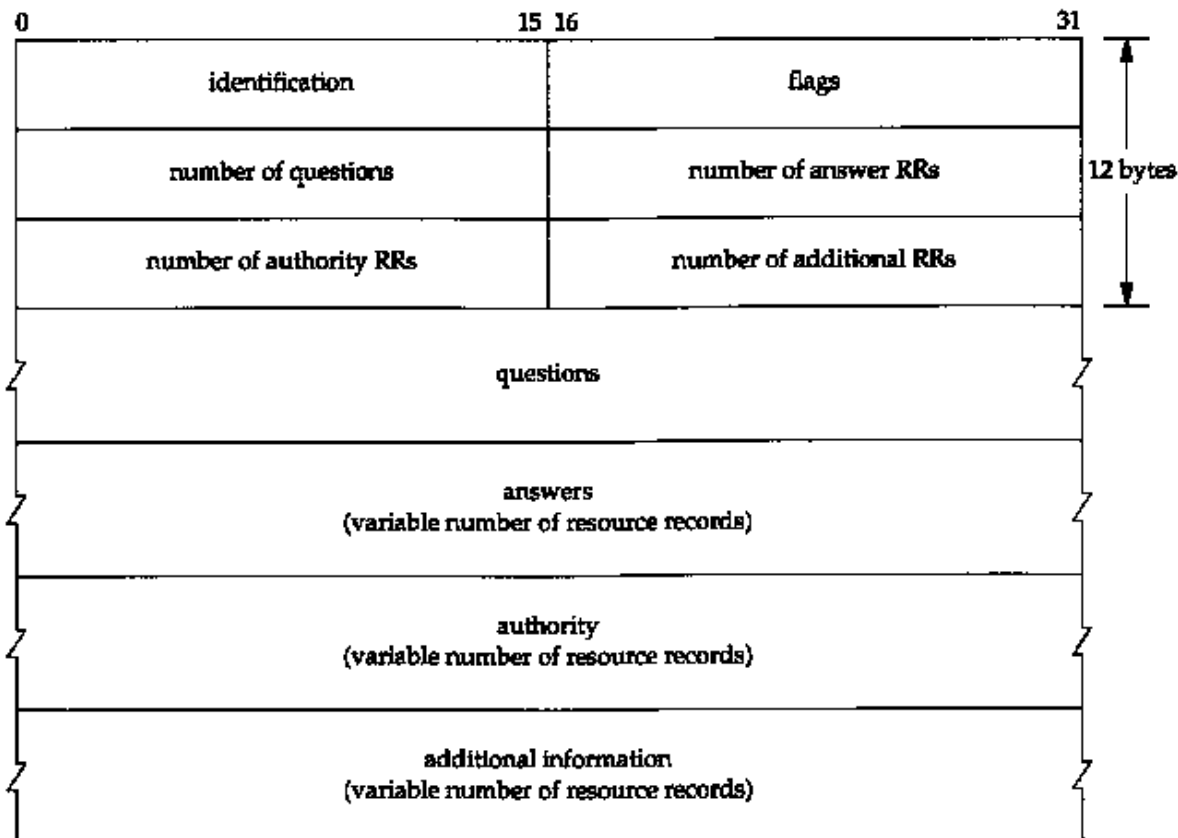 0 15 16 31
identification flags
number of questions number of answer RRs 12 bytes
number of authority RRs number of additional RRs
questions
answers
(variable number of resource records)
authority
(variable number of resource records)
additional information
(variable number of resource records)